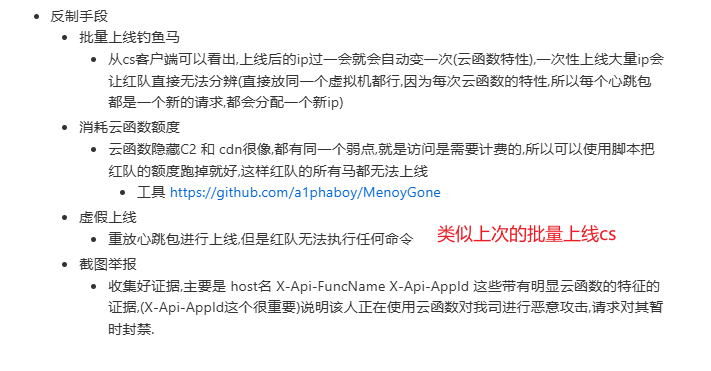 反制手段
批量上线钓鱼马
从cs客户端可以看出,上线后的ip过一会就会自动变一次(云函数特性),一次性上线大量ip会
让红队直接无法分辨(直接放同一个虚拟机都行,因为每次云函数的特性,所以每个心跳包
都是一个新的请求,都会分配一个新ip)
消耗云函数额度
云函数隐藏C2 和 cdn很像,都有同一个弱点,就是访问是需要计费的,所以可以使用脚本把
红队的额度跑掉就好,这样红队的所有马都无法上线
工具 https://github.com/a1phaboy/MenoyGone
虚假上线
重放心跳包进行上线,但是红队无法执行任何命令
类似上次的批量上线cs
截图举报
收集好证据,主要是 host名 X-Api-FuncName X-Api-AppId 这些带有明显云函数的特征的
证据,(X-Api-AppId这个很重要)说明该人正在使用云函数对我司进行恶意攻击,请求对其暂
时封禁.